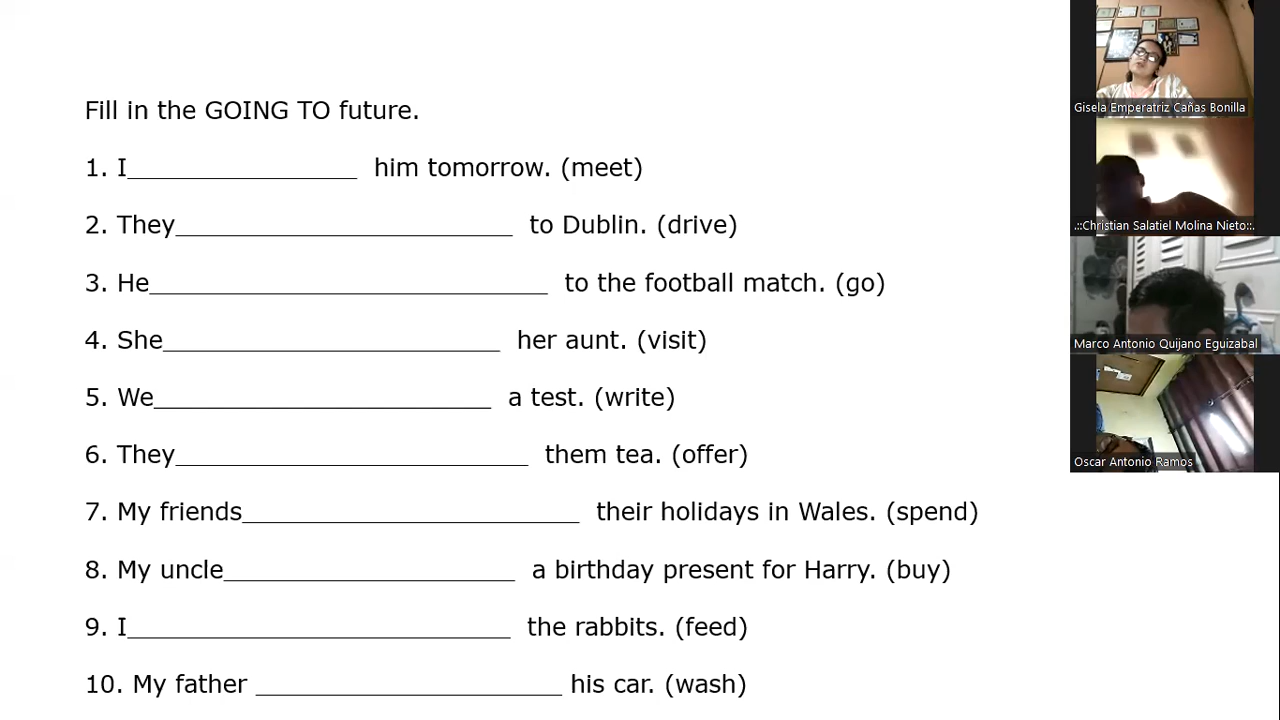 Fill in the GOING TO future.
1. I_________________ him tomorrow. (meet)
2. They_________________________ to Dublin. (drive)
3. He_____________________________ to the football match. (go)
4. She_________________________ her aunt. (visit)
5. We_________________________ a test. (write)
6. They__________________________ them tea. (offer)
7. My friends_________________________ their holidays in Wales. (spend)
8. My uncle_____________________ a birthday present for Harry. (buy)
9. I____________________________ the rabbits. (feed)
10. My father ______________________ his car. (wash)
Gisela Emperatriz Cañas Bonilla
.::Christian Salatiel Molina Nieto::.
Marco Antonio Quijano Eguizabal
Oscar Antonio Ramos